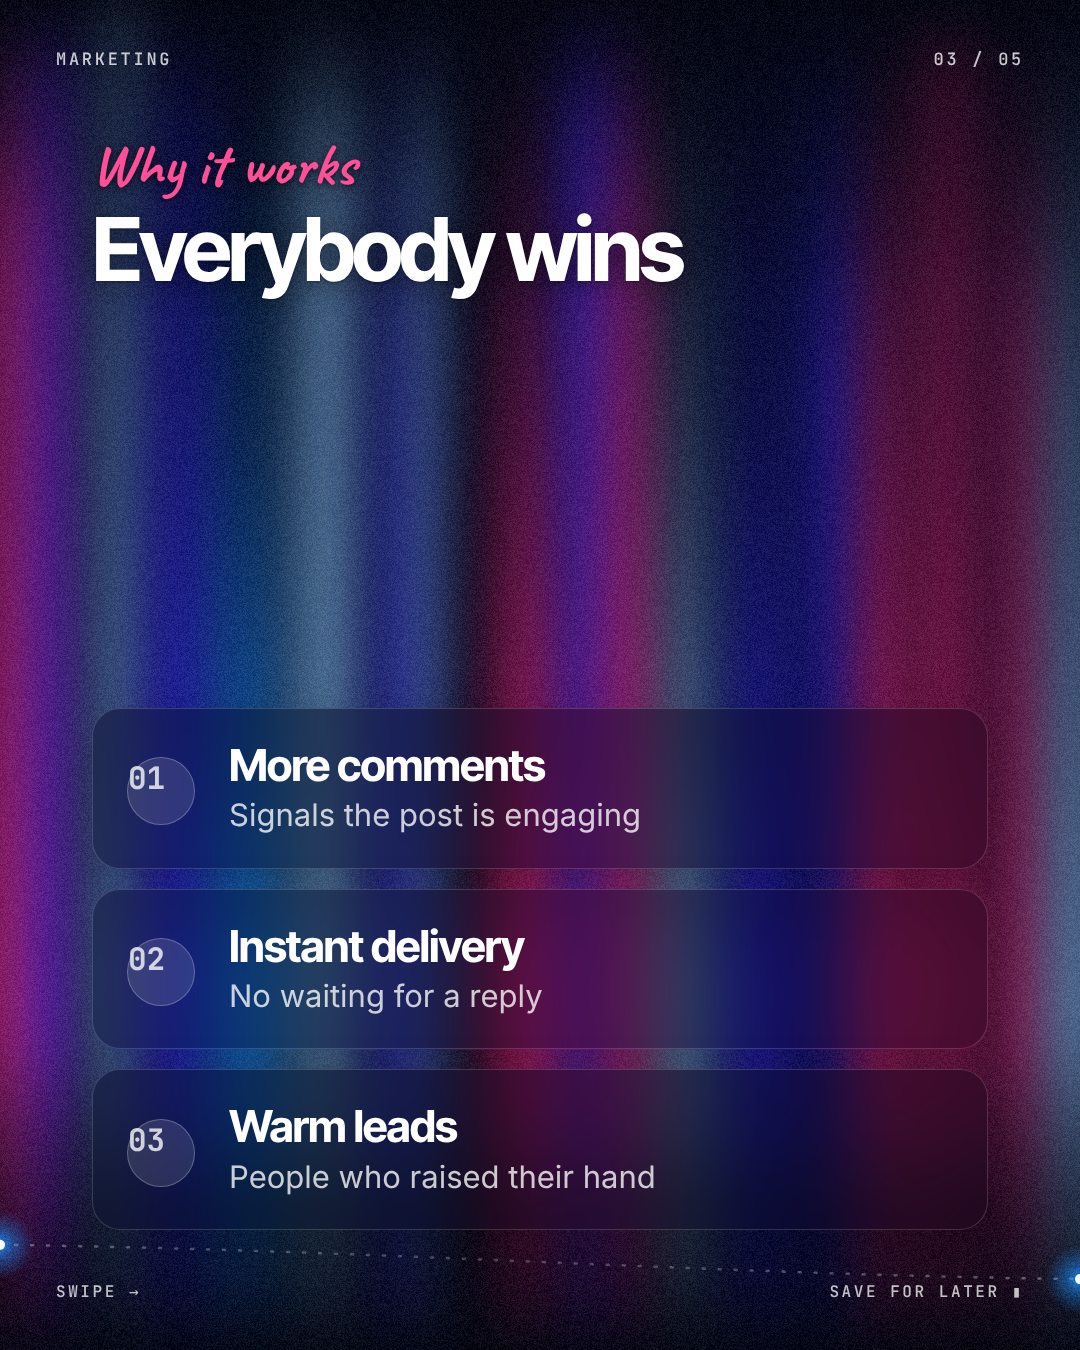 MARKETING
03 / 05
Why it works
Everybody wins
01
More comments
Signals the post is engaging
02
Instant delivery
No waiting for a reply
03
Warm leads
People who raised their hand
SWIPE →
SAVE FOR LATER ▮